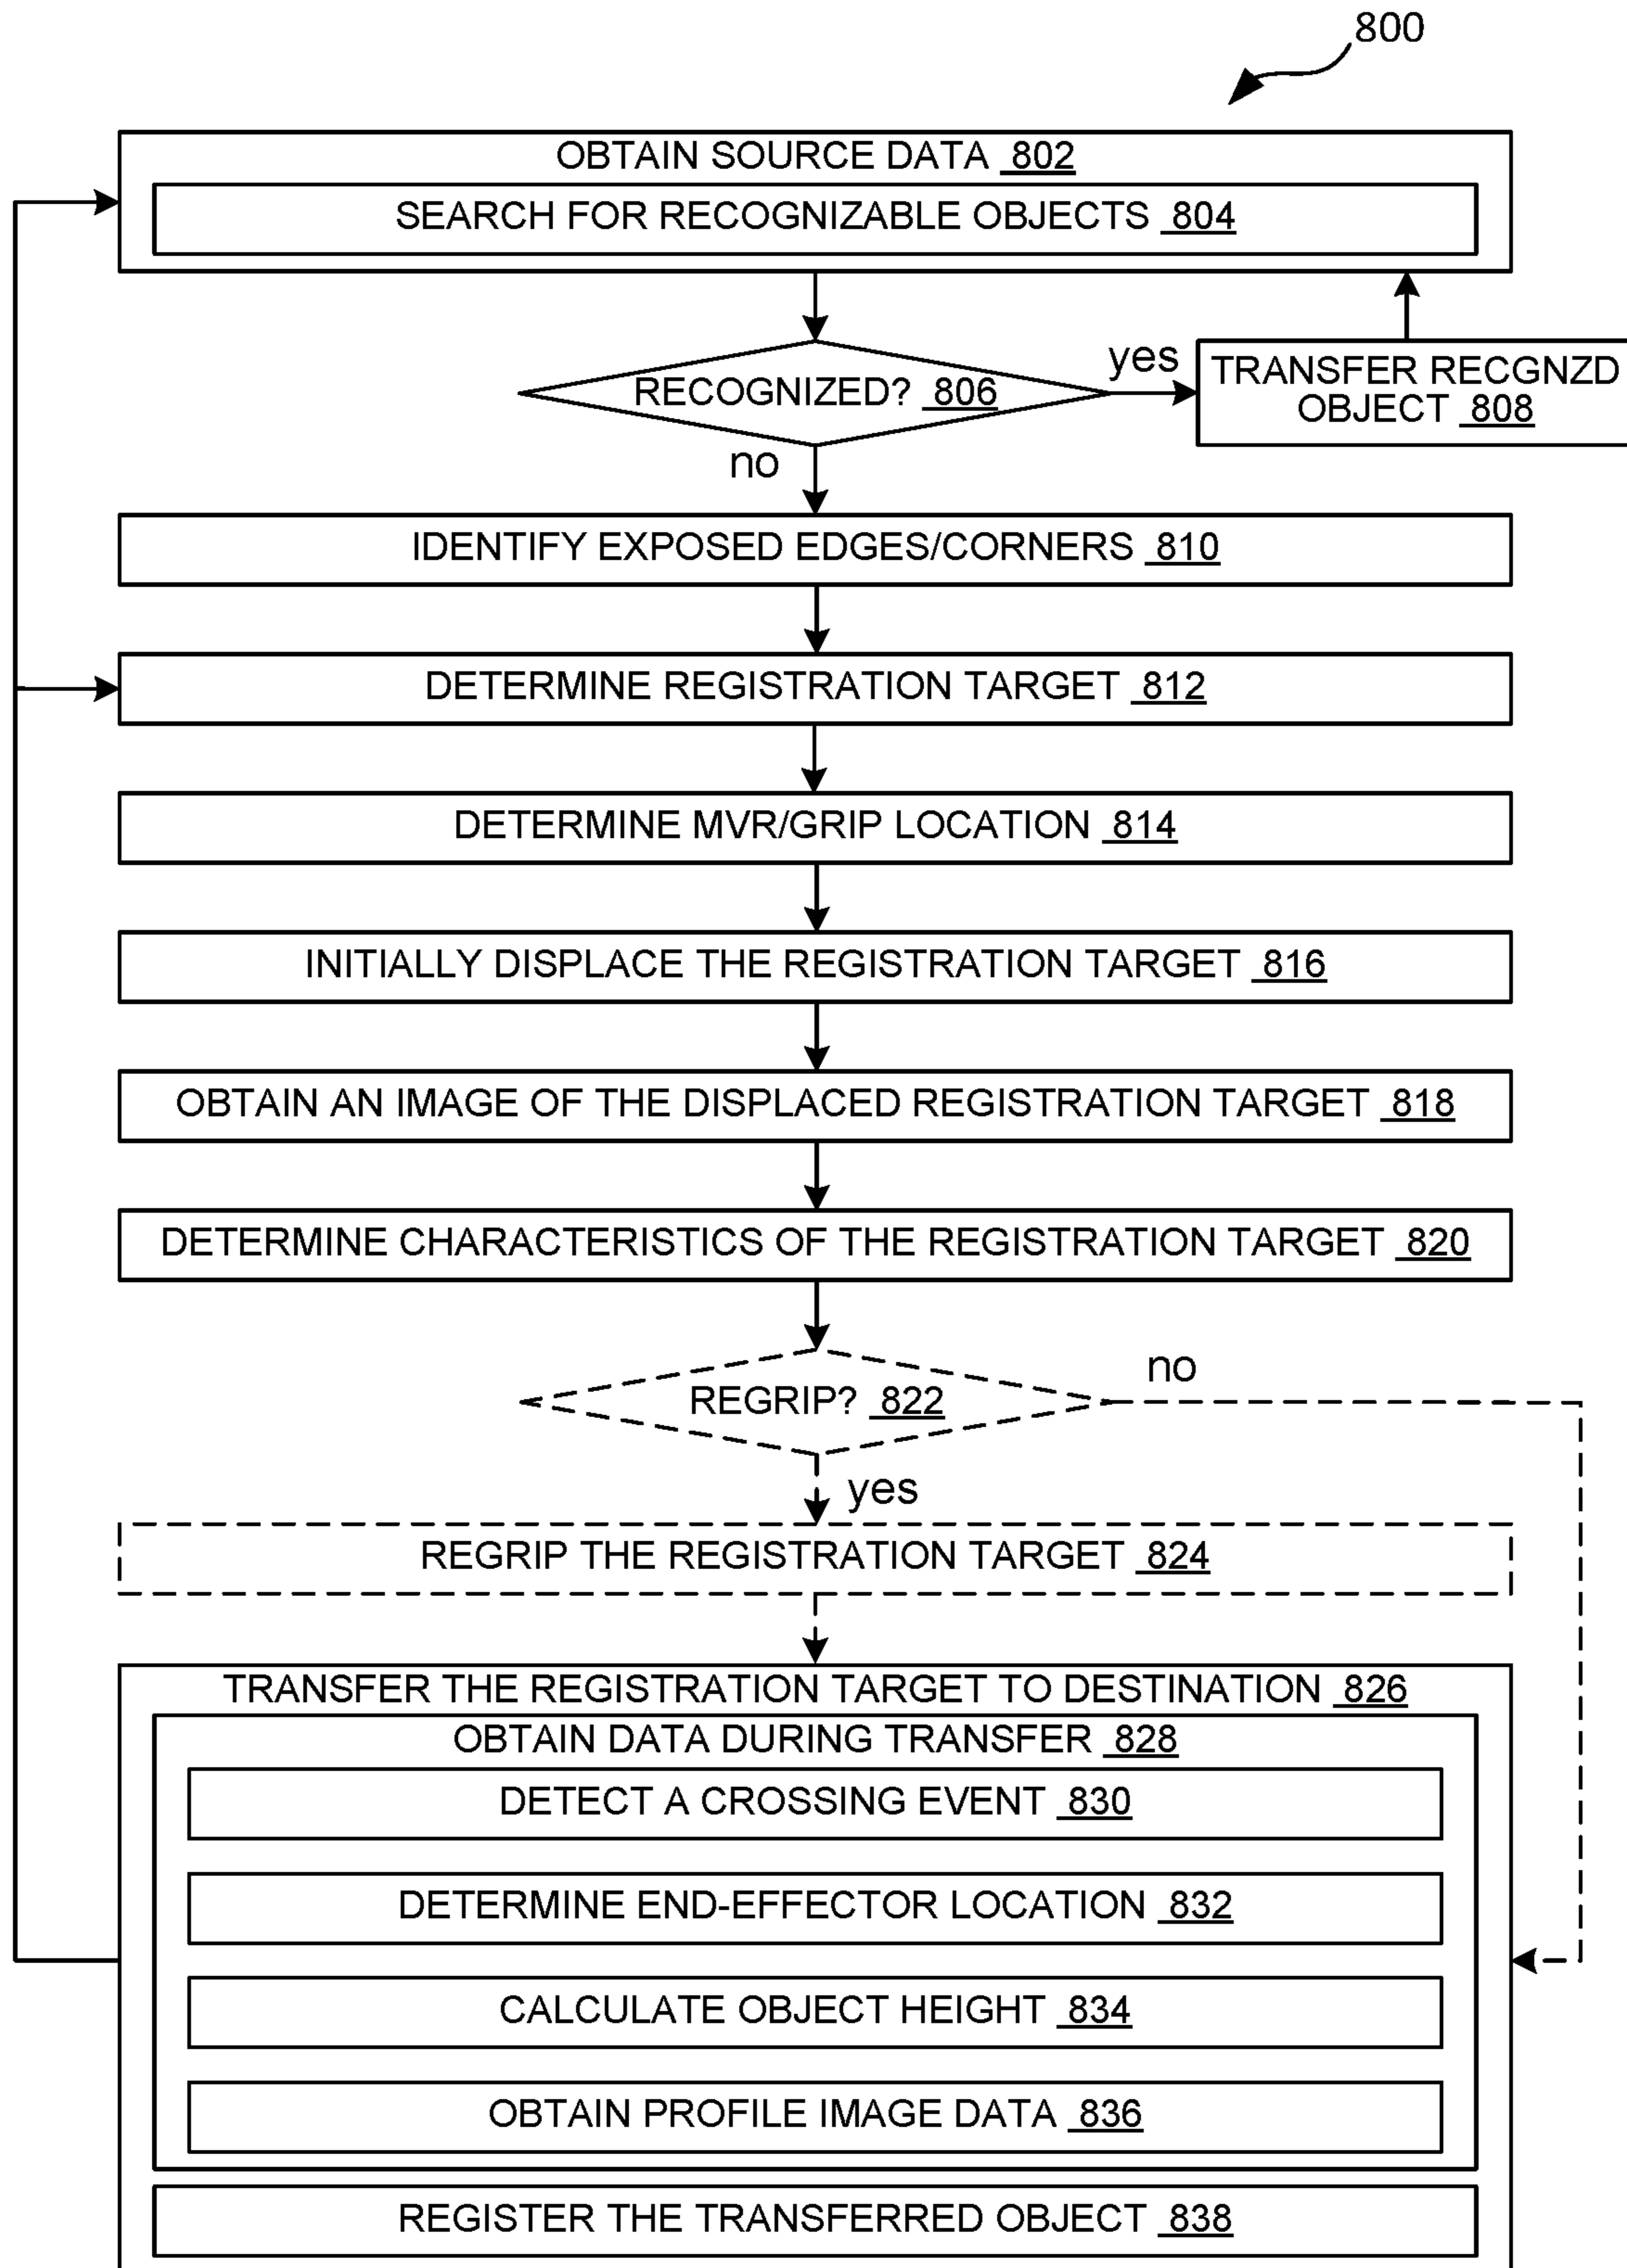 800
OBTAIN SOURCE DATA 802
SEARCH FOR RECOGNIZABLE OBJECTS 804
RECOGNIZED? 806
yes
TRANSFER RECGNZD
OBJECT 808
no
IDENTIFY EXPOSED EDGES/CORNERS 810
DETERMINE REGISTRATION TARGET 812
DETERMINE MVR/GRIP LOCATION 814
INITIALLY DISPLACE THE REGISTRATION TARGET 816
OBTAIN AN IMAGE OF THE DISPLACED REGISTRATION TARGET 818
DETERMINE CHARACTERISTICS OF THE REGISTRATION TARGET 820
REGRIP? 822
no
yes
REGRIP THE REGISTRATION TARGET 824
TRANSFER THE REGISTRATION TARGET TO DESTINATION 826
OBTAIN DATA DURING TRANSFER 828
DETECT A CROSSING EVENT 830
DETERMINE END-EFFECTOR LOCATION 832
CALCULATE OBJECT HEIGHT 834
OBTAIN PROFILE IMAGE DATA 836
REGISTER THE TRANSFERRED OBJECT 838